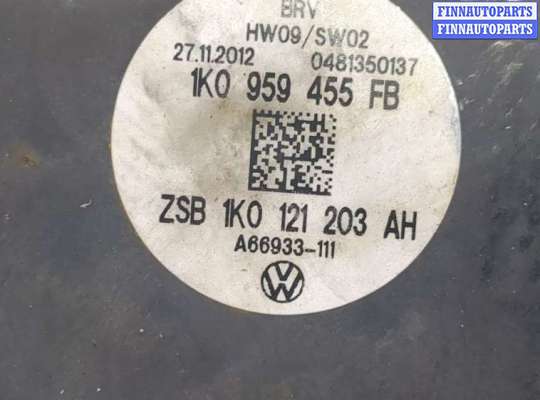 FINNAUTOPARTS
FINNAUTOPARTS
BRV
HW09/SW02
27.11.2012 0481350137
1K0 959 455 FB
ZSB 1K0 121 203 AH
A66933-111